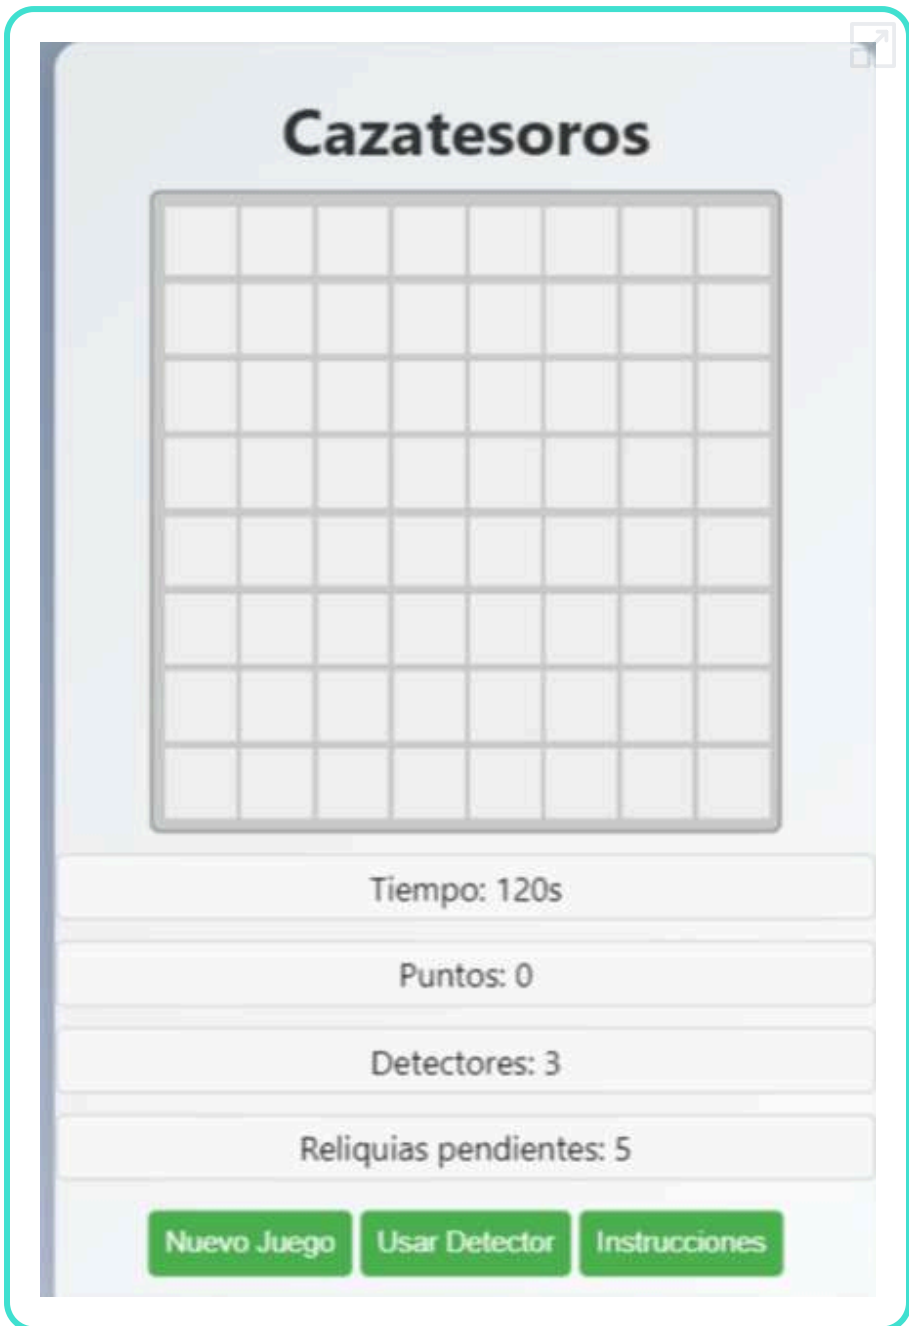 Cazatesoros
Tiempo: 120s
Puntos: 0
Detectores: 3
Reliquias pendientes: 5
Nuevo Juego Usar Detector Instrucciones